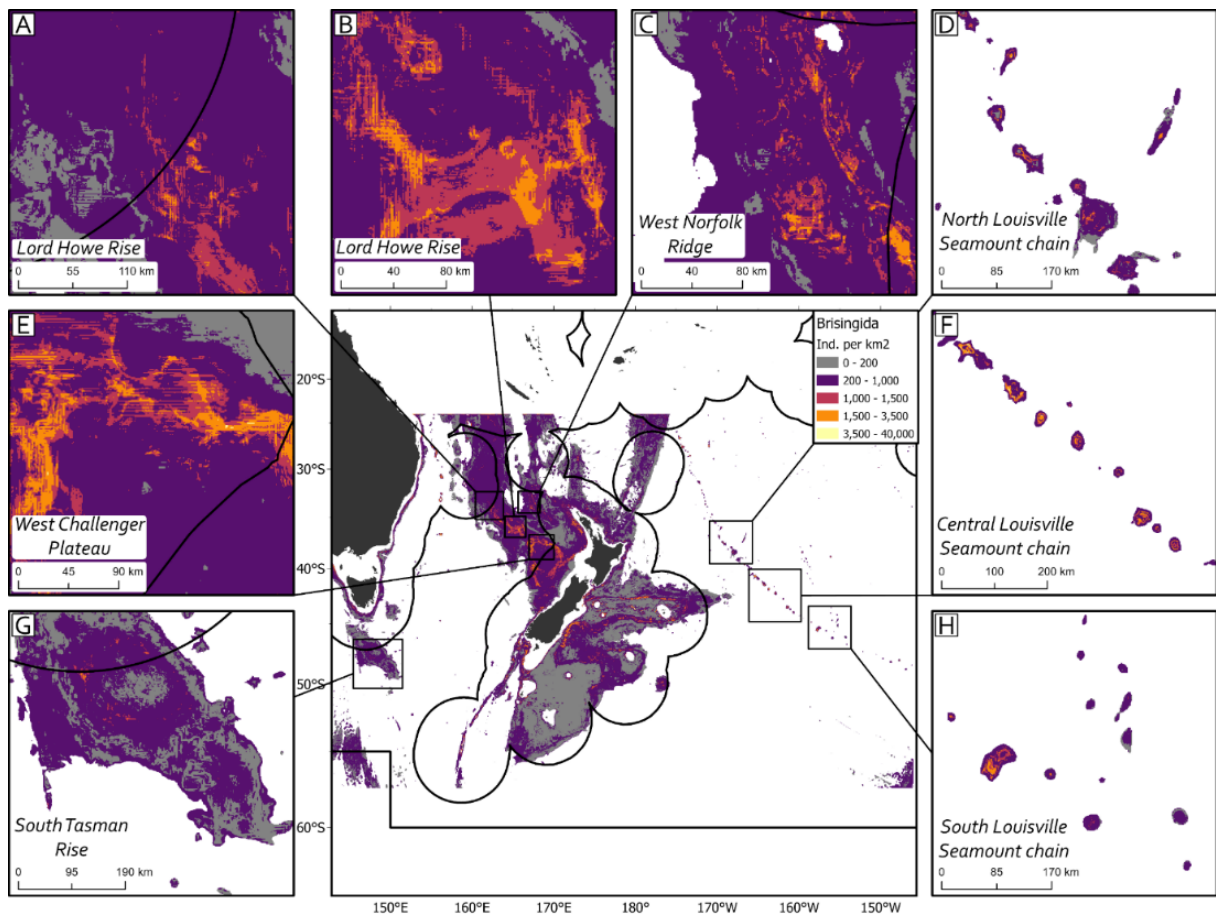 A
Lord Howe Rise
0 55 110 km
B
Lord Howe Rise
0 40 80 km
C
West Norfolk
Ridge
0 40 80 km
D
North Louisville
Seamount chain
0 85 170 km
E
West Challenger
Plateau
0 45 90 km
Brisingida
Ind. per km2
0 - 200
200 - 1,000
1,000 - 1,500
1,500 - 3,500
3,500 - 40,000
20°S
30°S
40°S
50°S
60°S
150°E 160°E 170°E 180° 170°W 160°W 150°W
F
Central Louisville
Seamount chain
0 100 200 km
G
South Tasman
Rise
0 95 190 km
H
South Louisville
Seamount chain
0 85 170 km